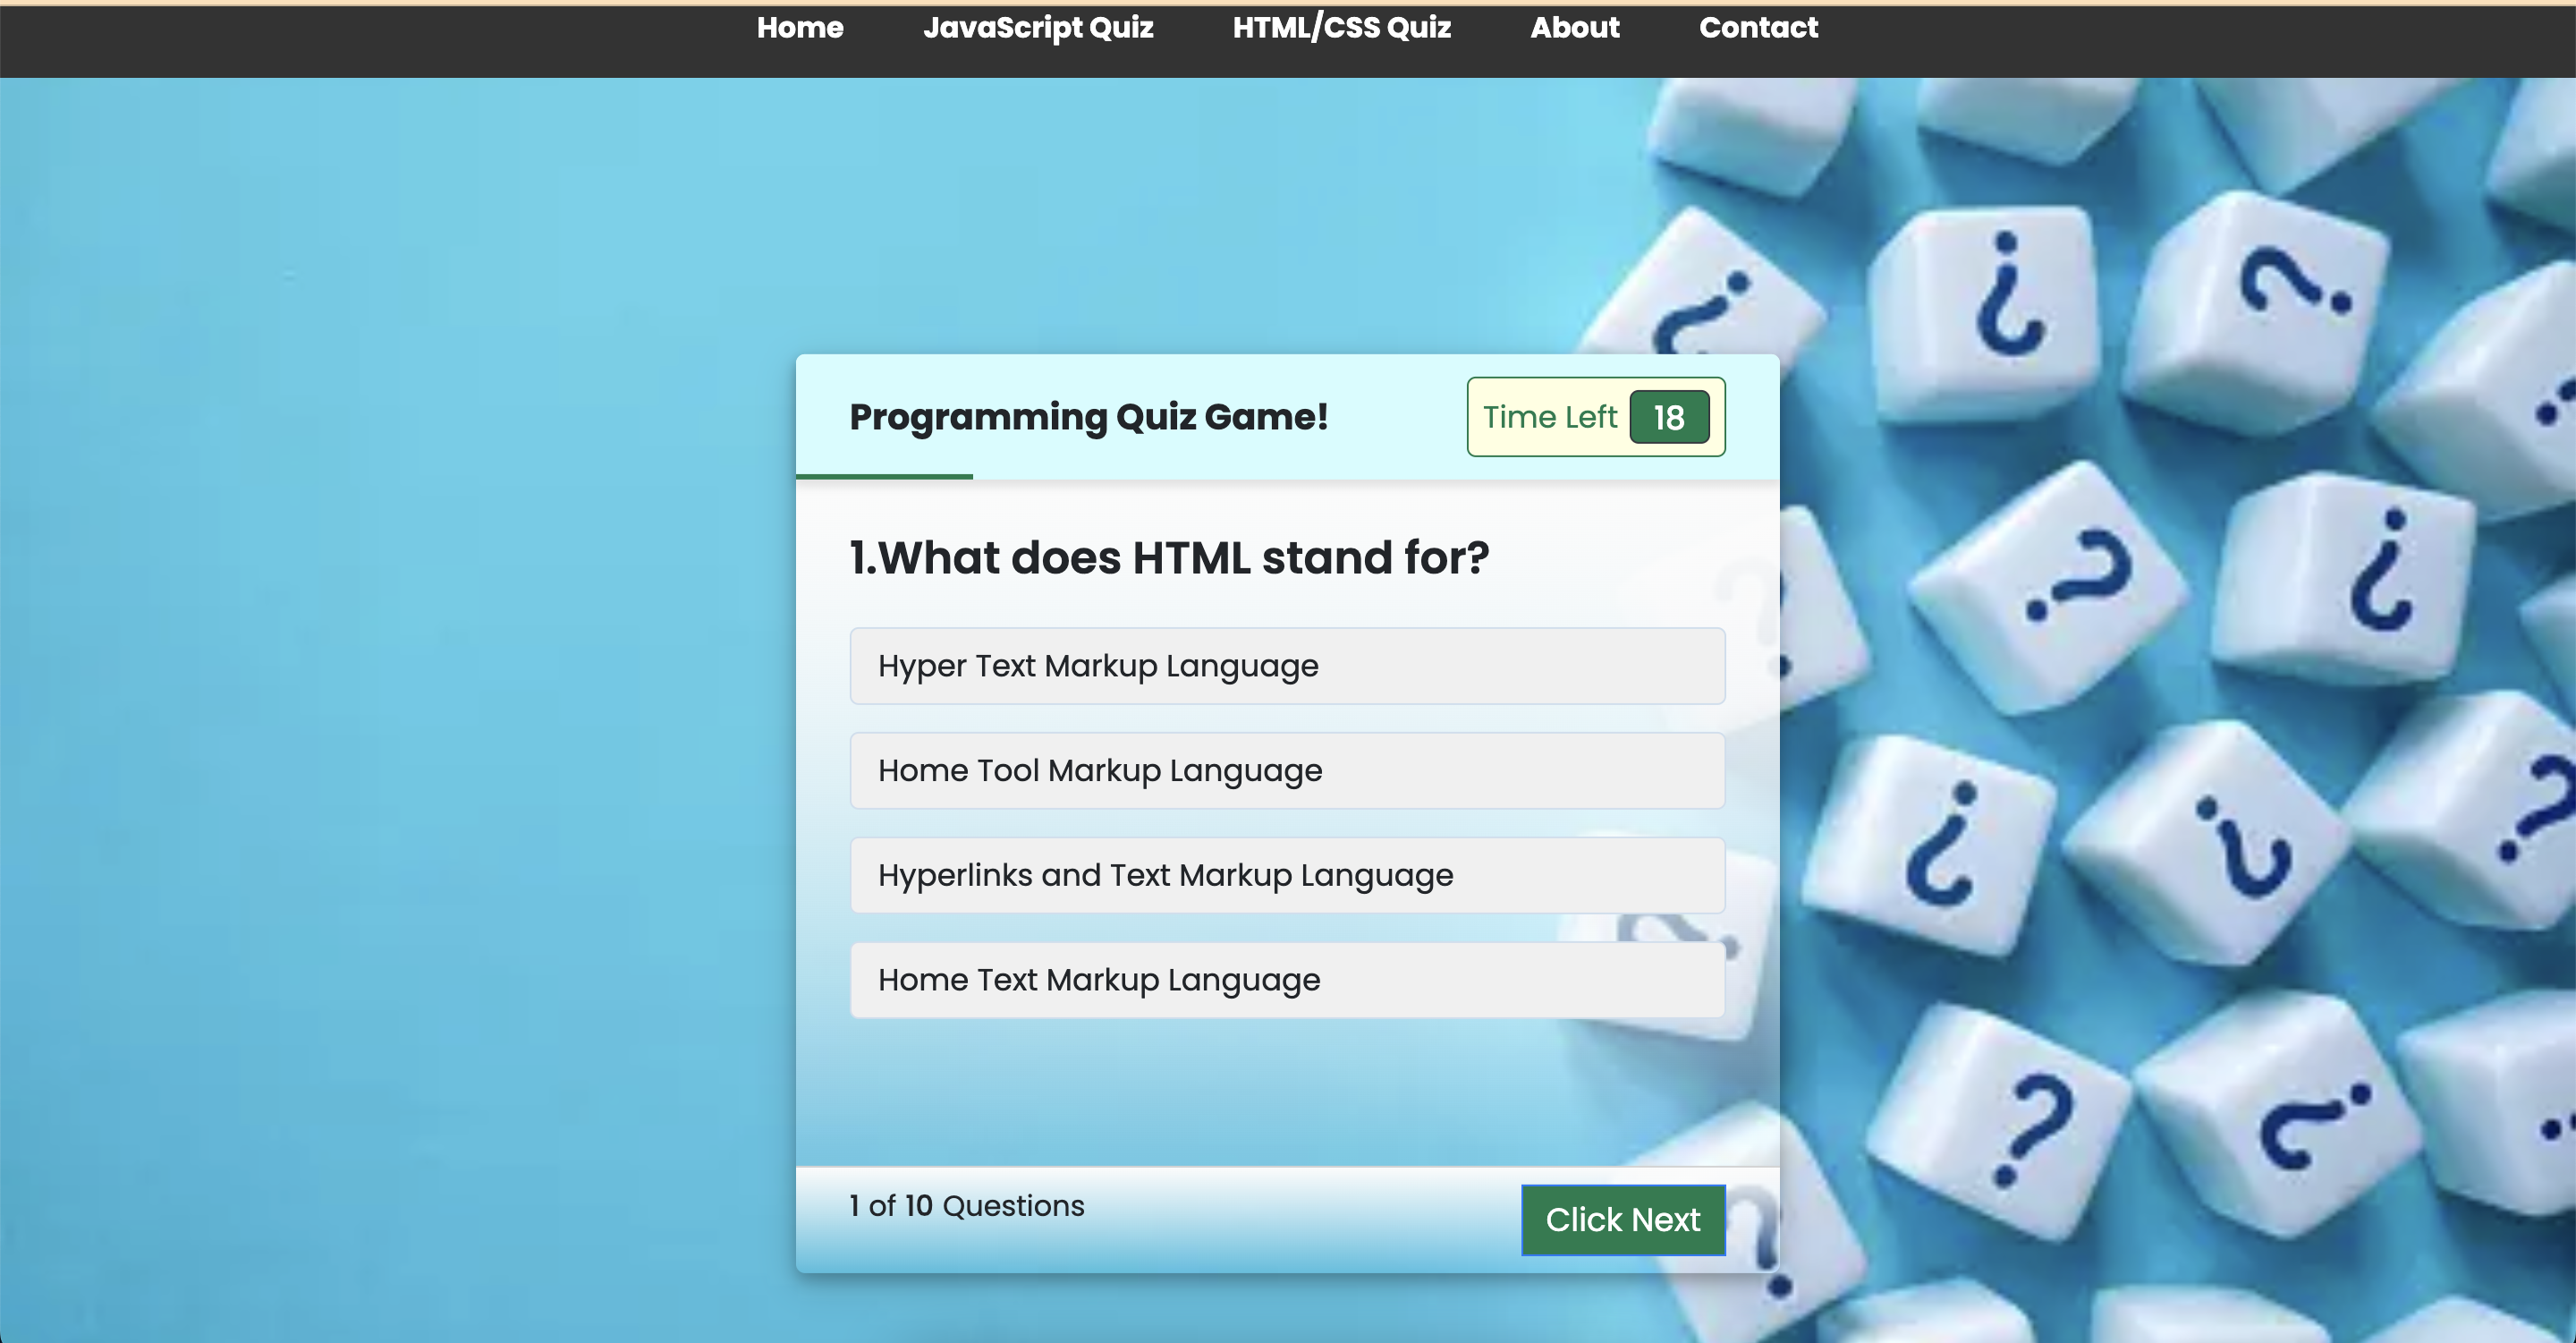 Home JavaScript Quiz HTML/CSS Quiz About Contact
Programming Quiz Game!
Time Left 18
1.What does HTML stand for?
Hyper Text Markup Language
Home Tool Markup Language
Hyperlinks and Text Markup Language
Home Text Markup Language
1 of 10 Questions
Click Next